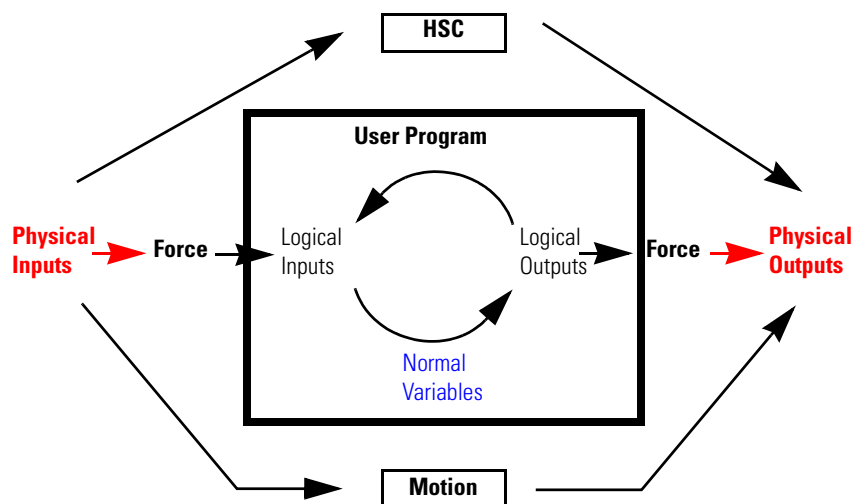 HSC
User Program
Physical
Inputs
Force
Logical
Inputs
Logical
Outputs
Force
Physical
Outputs
Normal
Variables
Motion